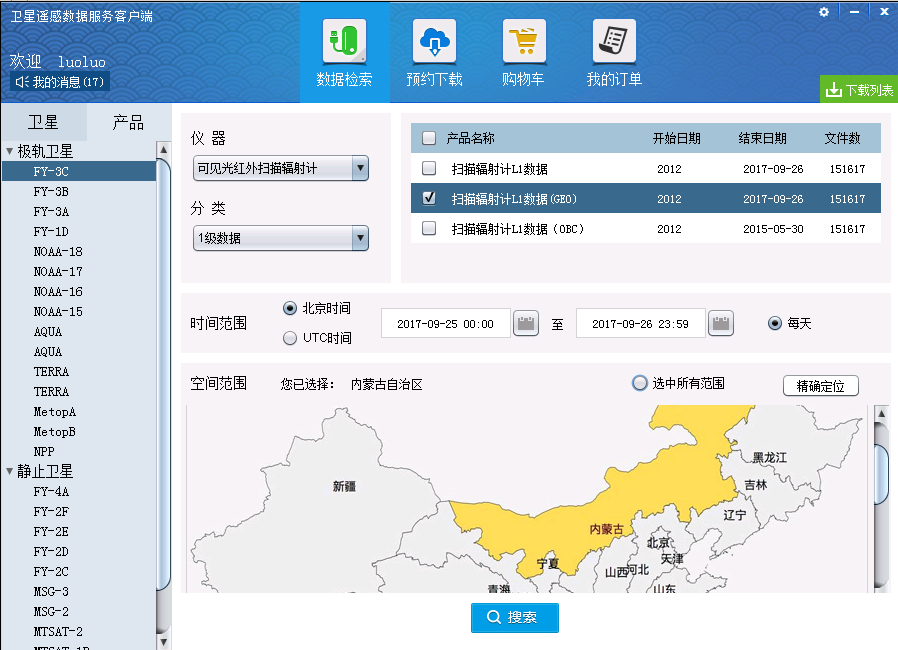 卫星遥感数据服务客户端
欢迎 luoluo
我的消息(17)
数据检索
预约下载
购物车
我的订单
下载列表
卫星
产品
极轨卫星
FY-3C
FY-3B
FY-3A
FY-1D
NOAA-18
NOAA-17
NOAA-16
NOAA-15
AQUA
AQUA
TERRA
TERRA
MetopA
MetopB
NPP
静止卫星
FY-4A
FY-2F
FY-2E
FY-2D
FY-2C
MSG-3
MSG-2
MTSAT-2
MTSAT-1R
仪 器
可见光红外扫描辐射计
分 类
1级数据
产品名称 开始日期 结束日期 文件数
扫描辐射计L1数据 2012 2017-09-26 151617
扫描辐射计L1数据(GEO) 2012 2017-09-26 151617
扫描辐射计L1数据（OBC） 2012 2015-05-30 151617
时间范围
北京时间
UTC时间
2017-09-25 00:00
至
2017-09-26 23:59
每天
空间范围
您已选择： 内蒙古自治区
选中所有范围
精确定位
黑龙江
新疆
吉林
辽宁
内蒙古
北京
天津
宁夏
山西
河北
青海
山东
搜索